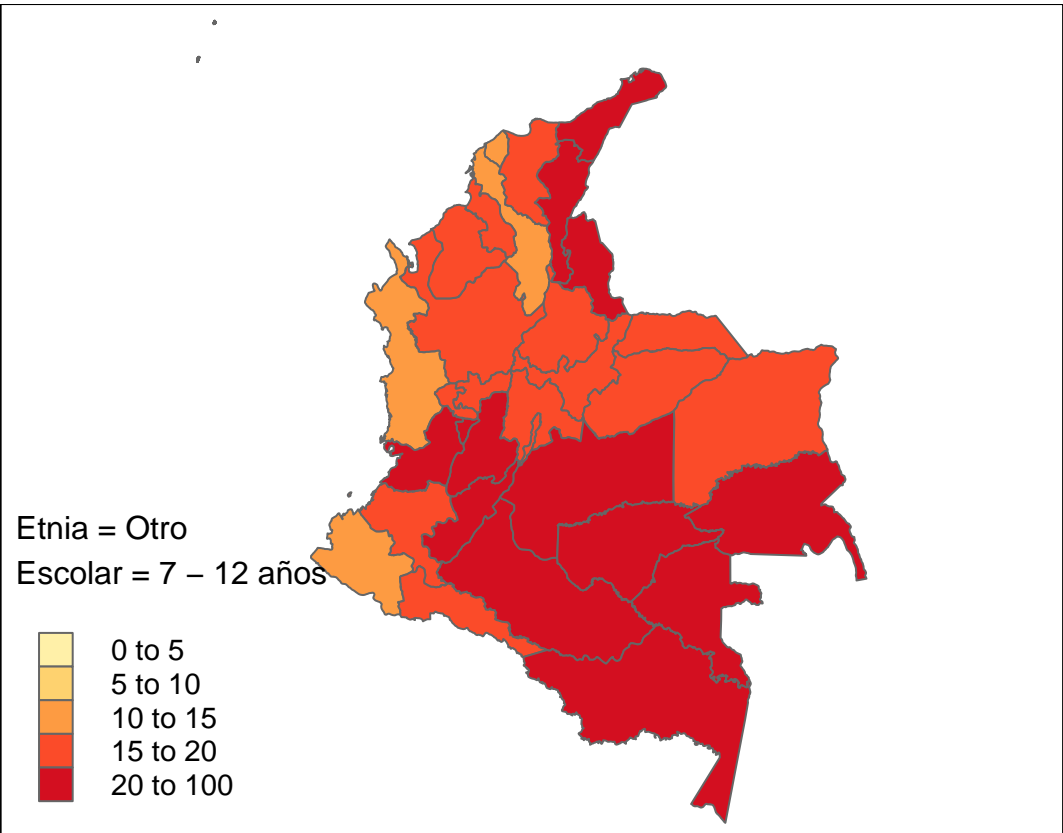 Etnia = Otro
Escolar = 7 – 12 años
0 to 5
5 to 10
10 to 15
15 to 20
20 to 100